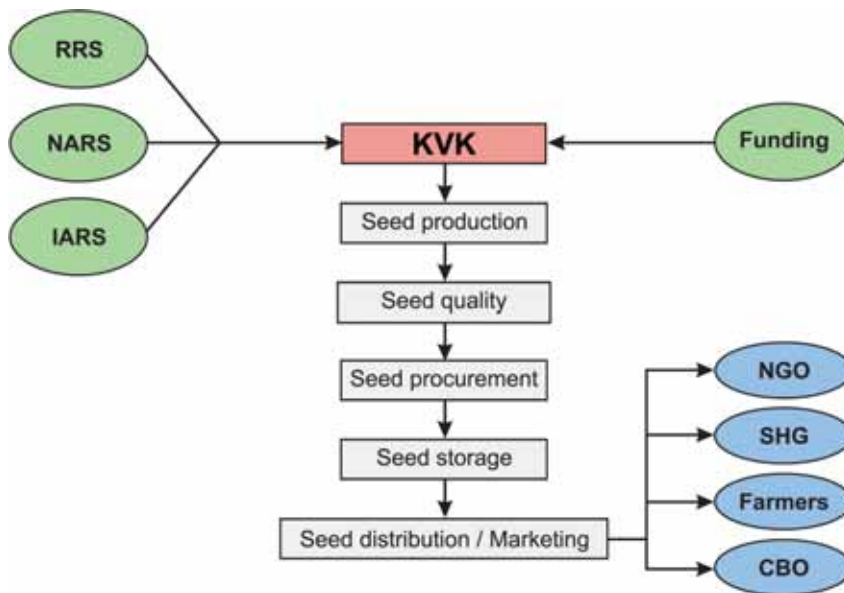 RRS
NARS
IARS
KVK
Funding
Seed production
Seed quality
Seed procurement
Seed storage
Seed distribution / Marketing
NGO
SHG
Farmers
CBO